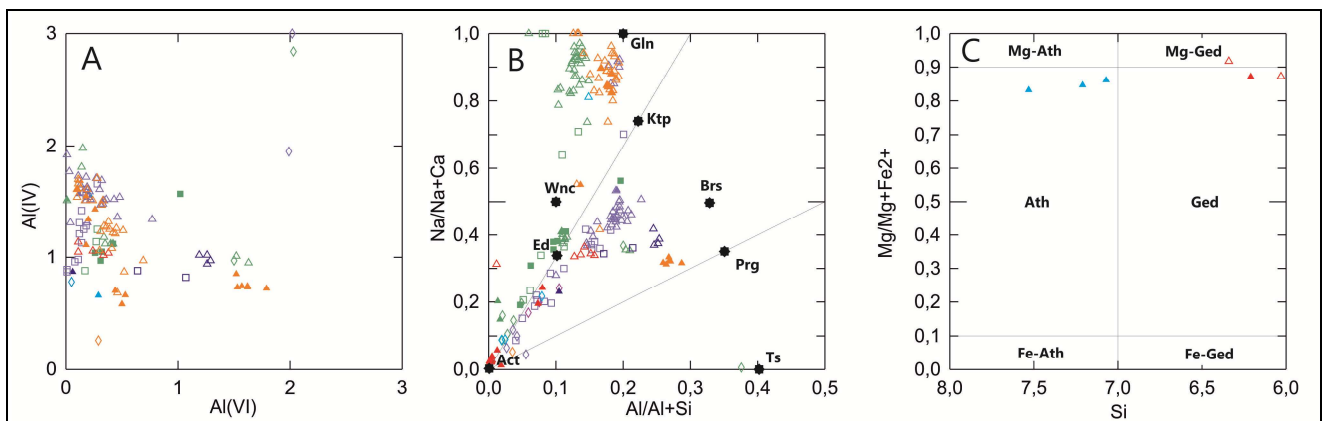 A
3
2
1
0
0
1
2
3
Al(IV)
Al(VI)
B
1,0
0,8
0,6
0,4
0,2
0,0
0,0
0,1
0,2
0,3
0,4
0,5
Na/Na+Ca
Al/Al+Si
Gln
Ktp
Wnc
Brs
Ed
Prg
Act
Ts
C
1,0
0,9
0,8
0,7
0,6
0,5
0,4
0,3
0,2
0,1
0,0
8,0
7,5
7,0
6,5
6,0
Mg/Mg+Fe2+
Si
Mg-Ath
Mg-Ged
Ath
Ged
Fe-Ath
Fe-Ged